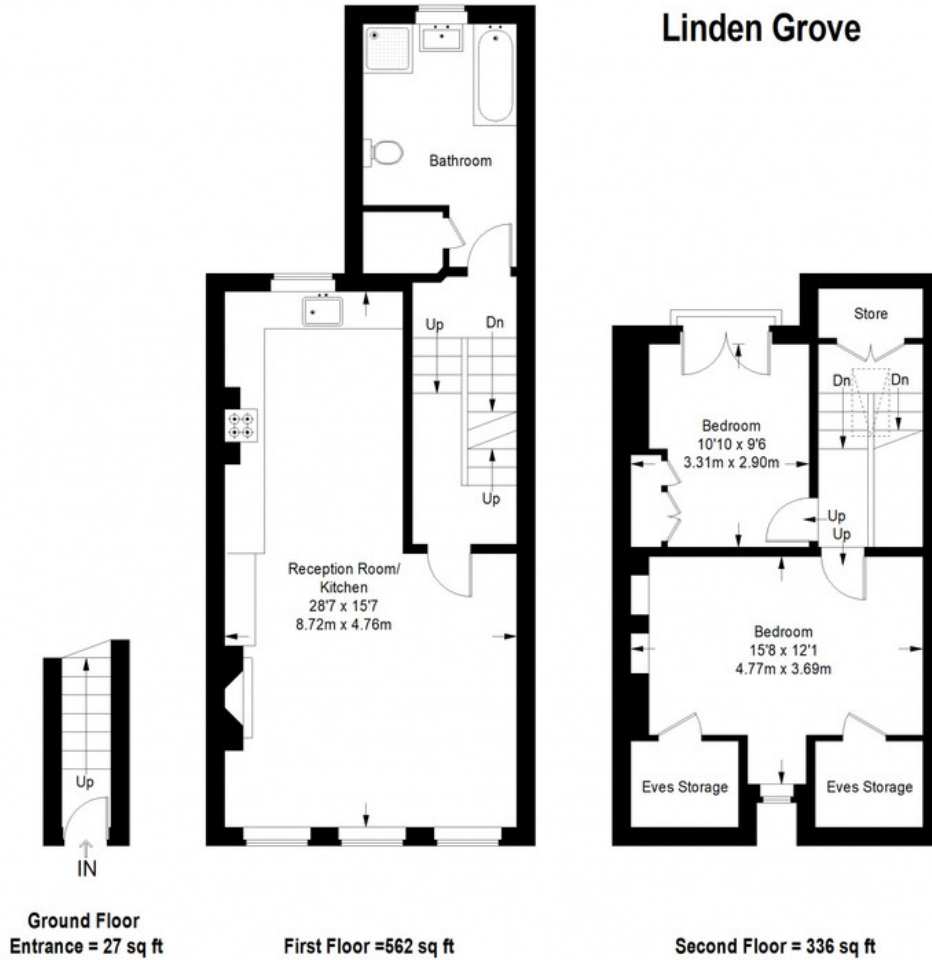 Linden Grove
Bathroom
Up
Dn
Up
Reception Room/
Kitchen
28'7 x 15'7
8.72m x 4.76m
Store
Dn
Dn
Bedroom
10'10 x 9'6
3.31m x 2.90m
Up
Up
Bedroom
15'8 x 12'1
4.77m x 3.69m
Eves Storage
Eves Storage
Up
IN
Ground Floor
Entrance = 27 sq ft
First Floor =562 sq ft
Second Floor = 336 sq ft